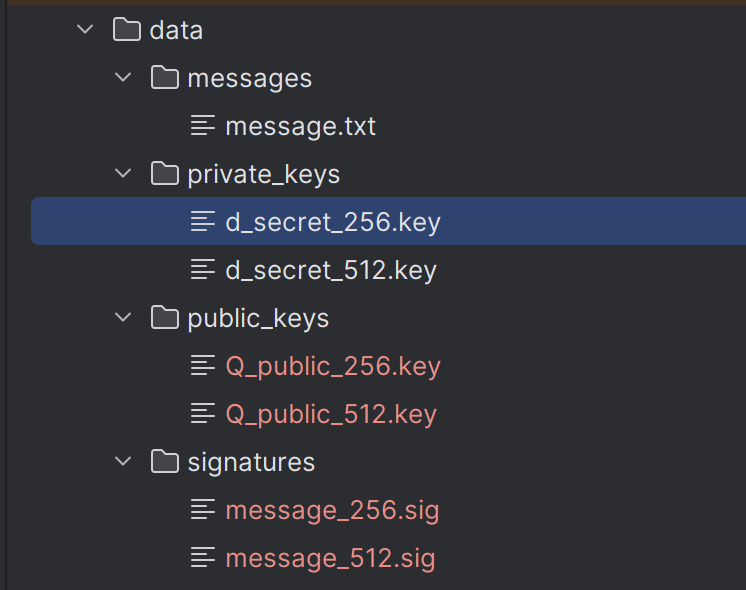 data
messages
message.txt
private_keys
d_secret_256.key
d_secret_512.key
public_keys
Q_public_256.key
Q_public_512.key
signatures
message_256.sig
message_512.sig